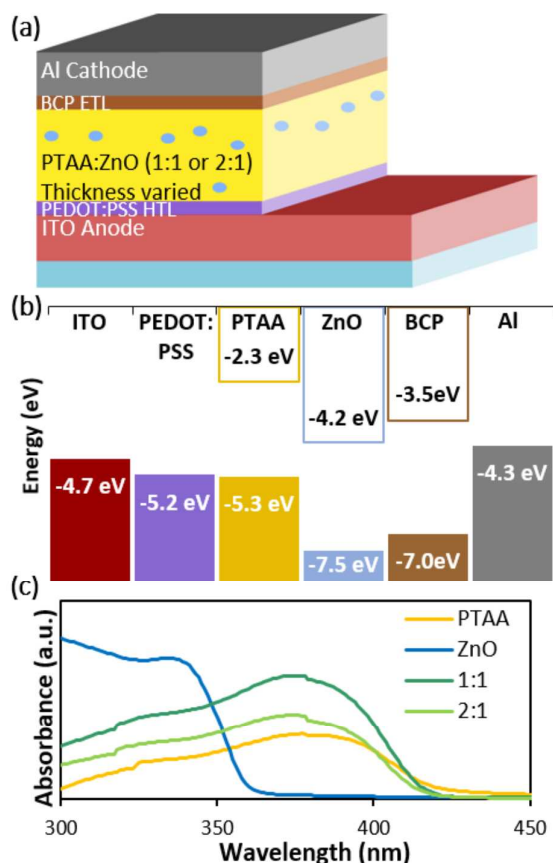 (a)
Al Cathode
BCP ETL
PTAA:ZnO (1:1 or 2:1)
Thickness varied
PEDOT:PSS HTL
ITO Anode
(b)
ITO PEDOT: PTAA ZnO BCP Al
PSS
-2.3 eV
-4.2 eV
-3.5eV
Energy (eV)
-4.7 eV
-5.2 eV
-5.3 eV
-7.5 eV
-7.0eV
-4.3 eV
(c)
Absorbance (a.u.)
PTAA
ZnO
1:1
2:1
300 350 400 450
Wavelength (nm)